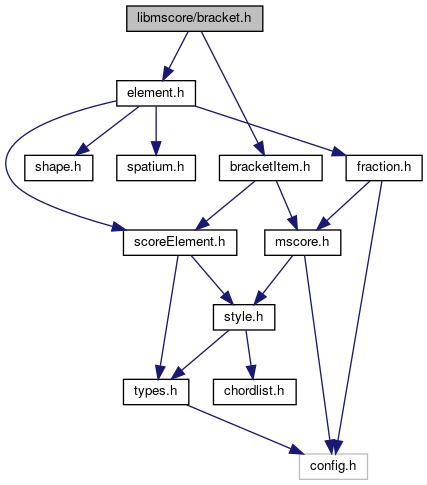 libmscore/bracket.h
element.h
shape.h
spatium.h
bracketItem.h
fraction.h
scoreElement.h
mscore.h
style.h
types.h
chordlist.h
config.h